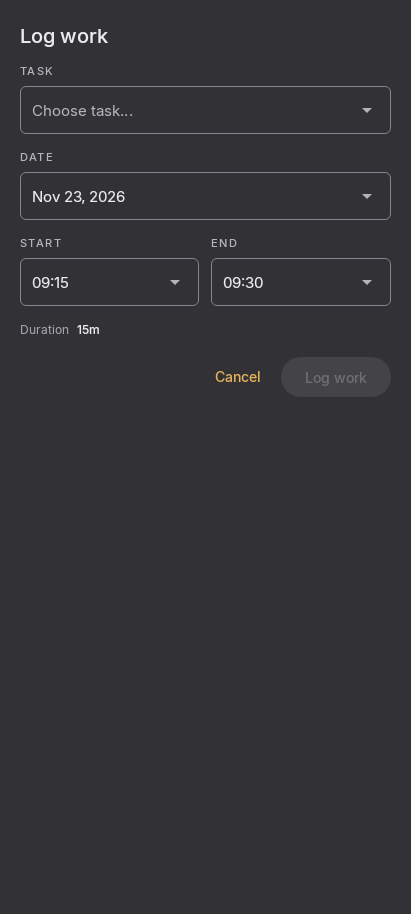 Log work
TASK
Choose task...
DATE
Nov 23, 2026
START END
09:15 09:30
Duration 15m
Cancel Log work